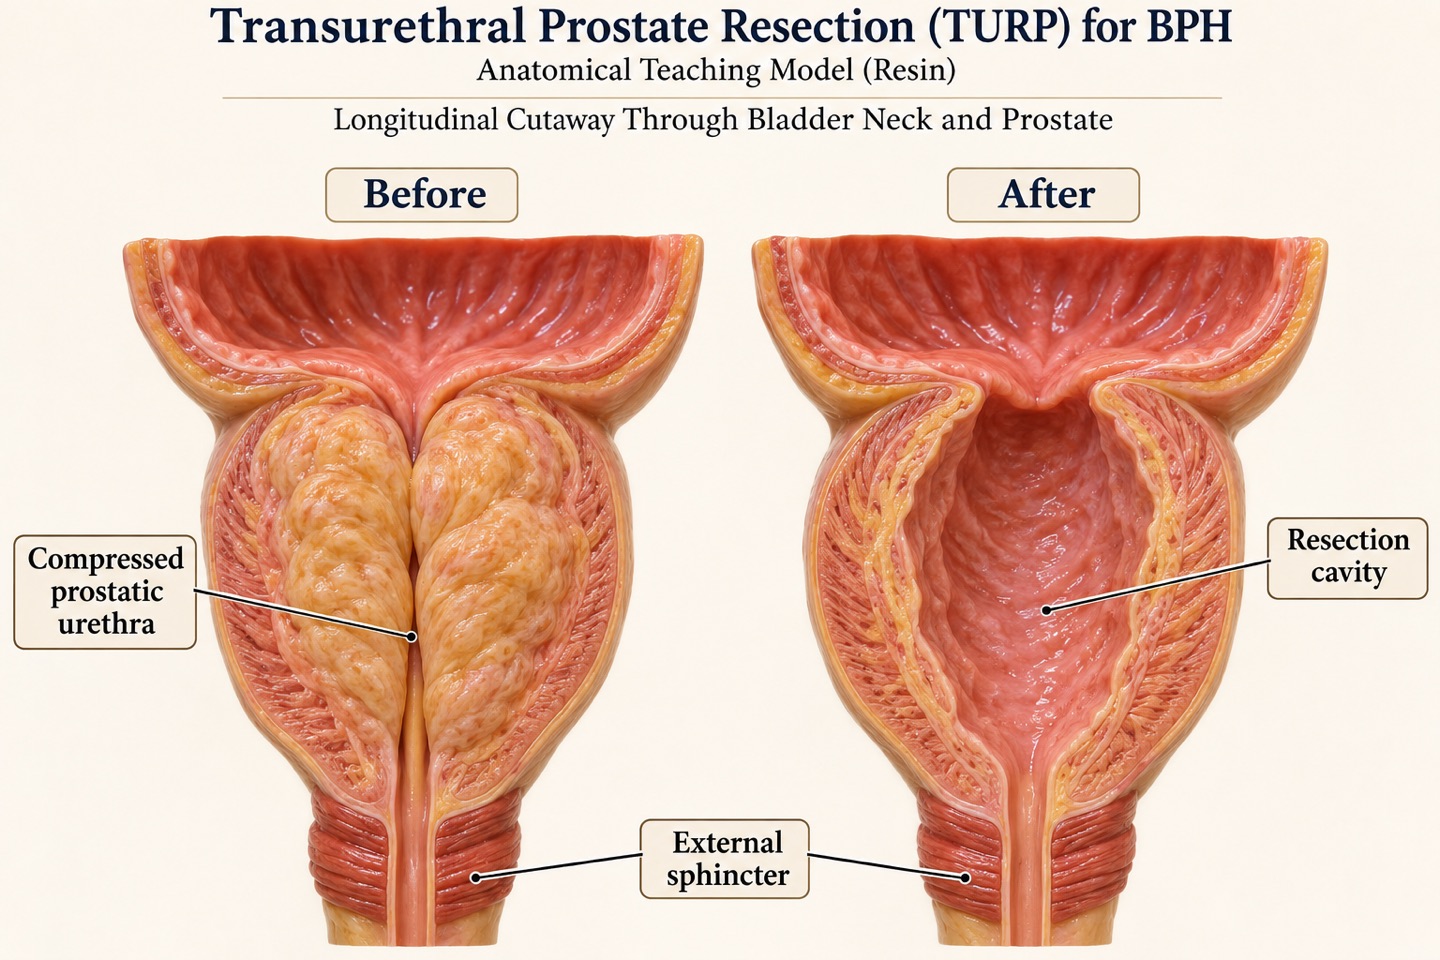 Transurethral Prostate Resection (TURP) for BPH
Anatomical Teaching Model (Resin)
Longitudinal Cutaway Through Bladder Neck and Prostate
Before
After
Compressed
prostatic
urethra
Resection
cavity
External
sphincter